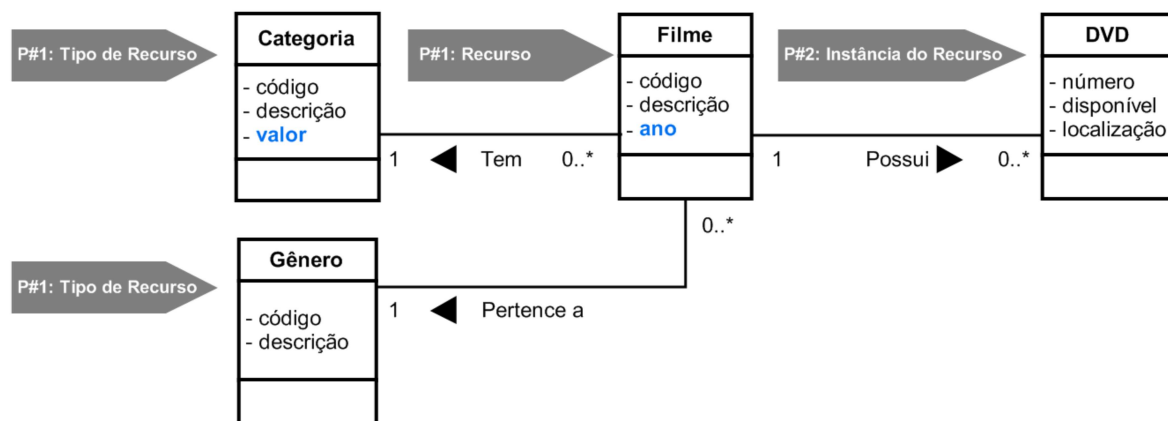 P#1: Tipo de Recurso
Categoria
- código
- descrição
- valor
P#1: Recurso
Filme
- código
- descrição
- ano
P#2: Instância do Recurso
DVD
- número
- disponível
- localização
1 ◀ Tem 0..*
1 Possui ▶ 0..*
0..*
P#1: Tipo de Recurso
Gênero
- código
- descrição
1 ◀ Pertence a